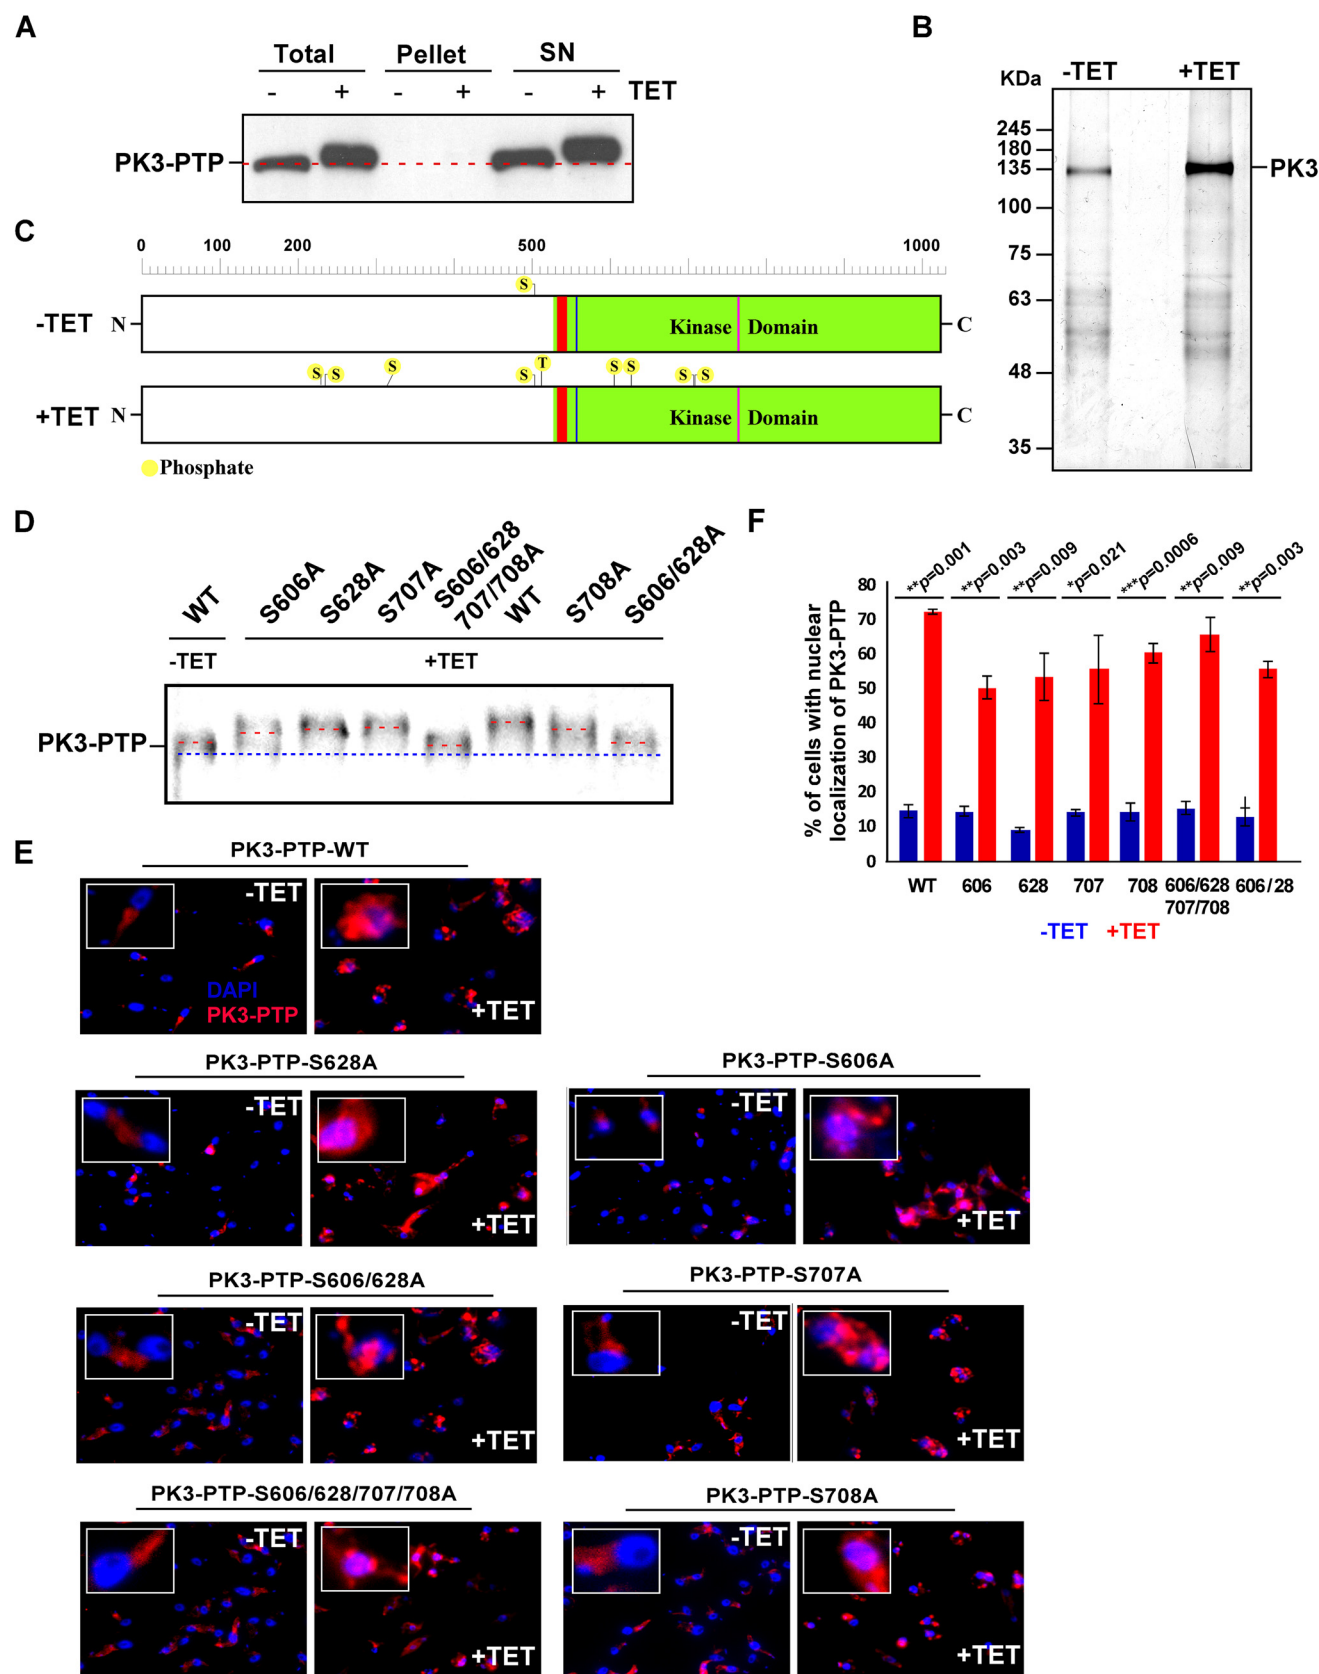 A
Total Pellet SN
- + - + - + TET
PK3-PTP
B
KDa -TET +TET
245
180
135
100
75
63
48
35
PK3
C
0 100 200 500 1000
S
-TET N Kinase Domain C
S S S S T S S S S
+TET N Kinase Domain C
Phosphate
D
WT S606A S628A S707A S606/628 707/708A WT S708A S606/628A
-TET +TET
PK3-PTP
F
**p=0.001 **p=0.003 **p=0.009 *p=0.021 ***p=0.0006 **p=0.009 **p=0.003
% of cells with nuclear
localization of PK3-PTP
80
70
60
50
40
30
20
10
0
WT 606 628 707 708 606/628 606/28
707/708
-TET +TET
E
PK3-PTP-WT
-TET
DAPI
PK3-PTP
+TET
PK3-PTP-S628A
-TET
+TET
PK3-PTP-S606A
-TET
+TET
PK3-PTP-S606/628A
-TET
+TET
PK3-PTP-S707A
-TET
+TET
PK3-PTP-S606/628/707/708A
-TET
+TET
PK3-PTP-S708A
-TET
+TET